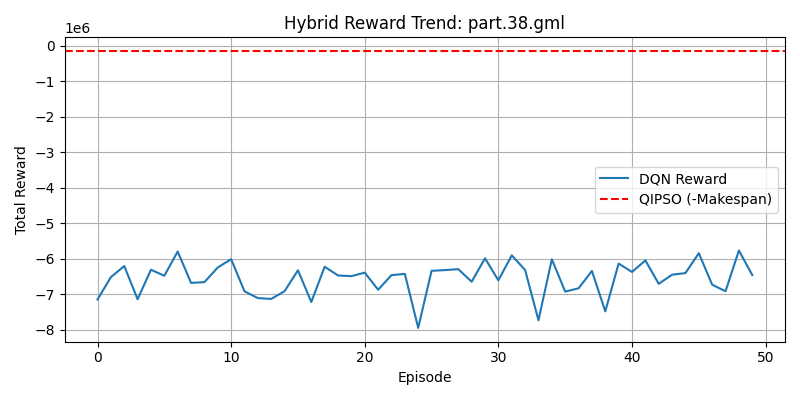 Hybrid Reward Trend: part.38.gml
1e6
0
−1
−2
−3
−4
−5
−6
−7
−8
Total Reward
DQN Reward
QIPSO (-Makespan)
0 10 20 30 40 50
Episode